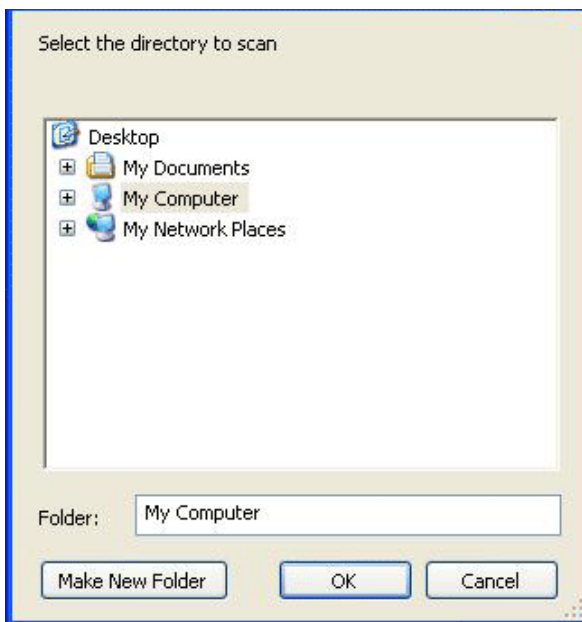 Select the directory to scan
Desktop
My Documents
My Computer
My Network Places
Folder: My Computer
Make New Folder OK Cancel